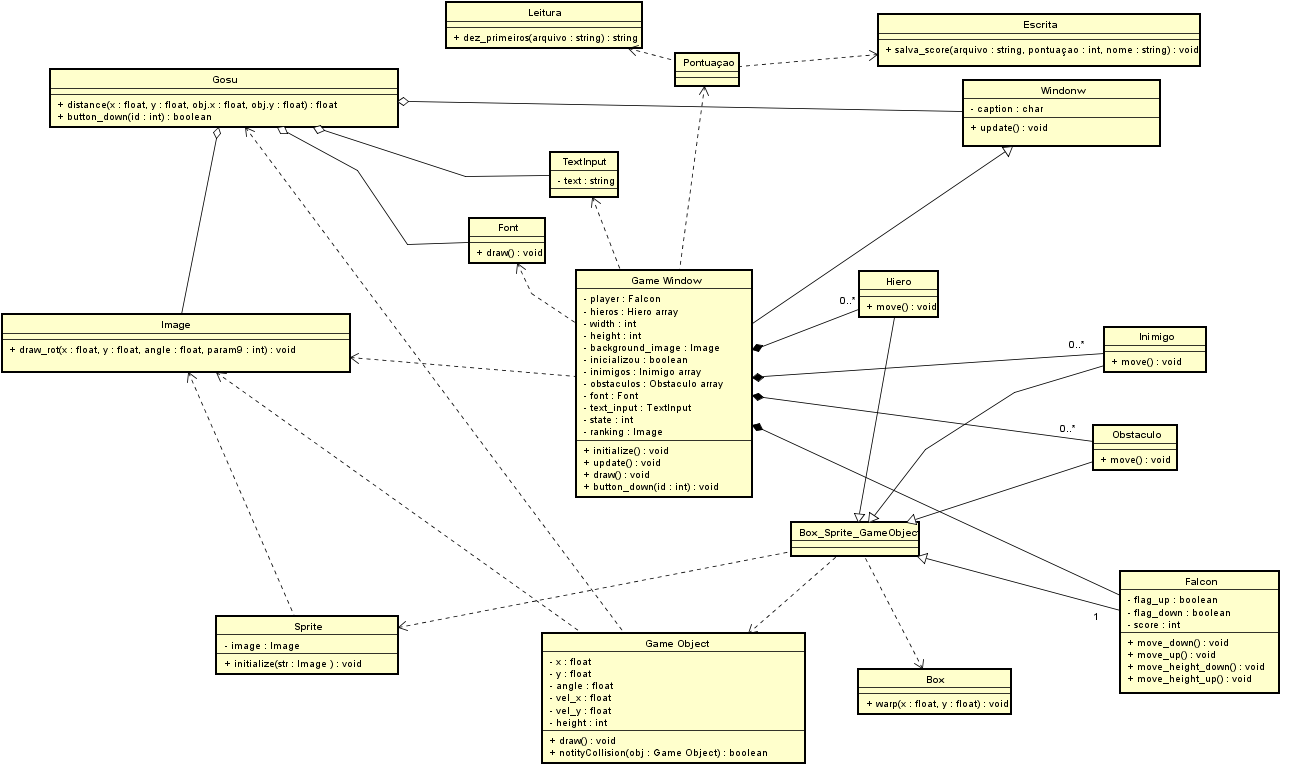 Leitura
+ dez_primeiros(arquivo : string) : string
Escrita
+ salva_score(arquivo : string, pontuaçao : int, nome : string) : void
Pontuaçao
Gosu
+ distance(x : float, y : float, obj.x : float, obj.y : float) : float
+ button_down(id : int) : boolean
Windonw
- caption : char
+ update() : void
TextInput
- text : string
Font
+ draw() : void
Game Window
- player : Falcon
- hieros : Hiero array
- width : int
- height : int
- background_image : Image
- inicializou : boolean
- inimigos : Inimigo array
- obstaculos : Obstaculo array
- font : Font
- text_input : TextInput
- state : int
- ranking : Image
+ initialize() : void
+ update() : void
+ draw() : void
+ button_down(id : int) : void
Hiero
+ move() : void
0..*
Image
+ draw_rot(x : float, y : float, angle : float, param9 : int) : void
Inimigo
+ move() : void
0..*
Obstaculo
+ move() : void
0..*
Box_Sprite_GameObject
Falcon
- flag_up : boolean
- flag_down : boolean
- score : int
+ move_down() : void
+ move_up() : void
+ move_height_down() : void
+ move_height_up() : void
1
Sprite
- image : Image
+ initialize(str : Image ) : void
Game Object
- x : float
- y : float
- angle : float
- vel_x : float
- vel_y : float
- height : int
+ draw() : void
+ notityCollision(obj : Game Object) : boolean
Box
+ warp(x : float, y : float) : void